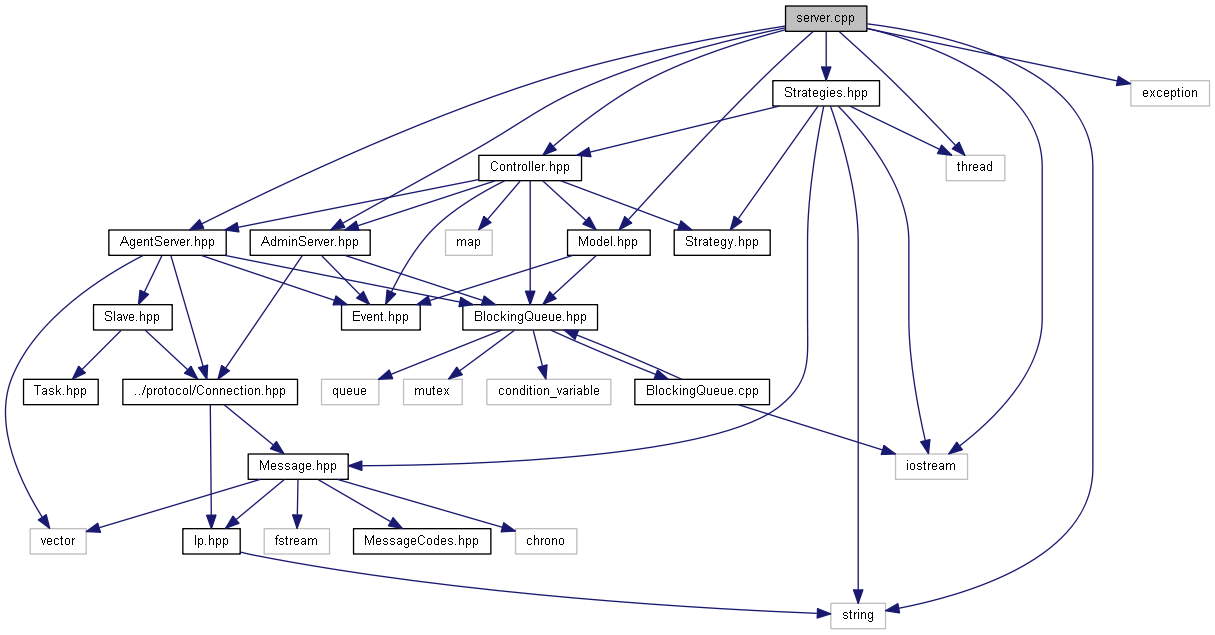 server.cpp
Strategies.hpp
exception
Controller.hpp
thread
AgentServer.hpp
AdminServer.hpp
map
Model.hpp
Strategy.hpp
Slave.hpp
Event.hpp
BlockingQueue.hpp
Task.hpp
../protocol/Connection.hpp
queue
mutex
condition_variable
BlockingQueue.cpp
Message.hpp
iostream
vector
Ip.hpp
fstream
MessageCodes.hpp
chrono
string